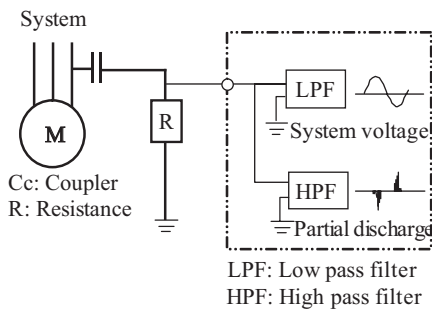 System
M
R
Cc: Coupler
R: Resistance
LPF
System voltage
HPF
Partial discharge
LPF: Low pass filter
HPF: High pass filter